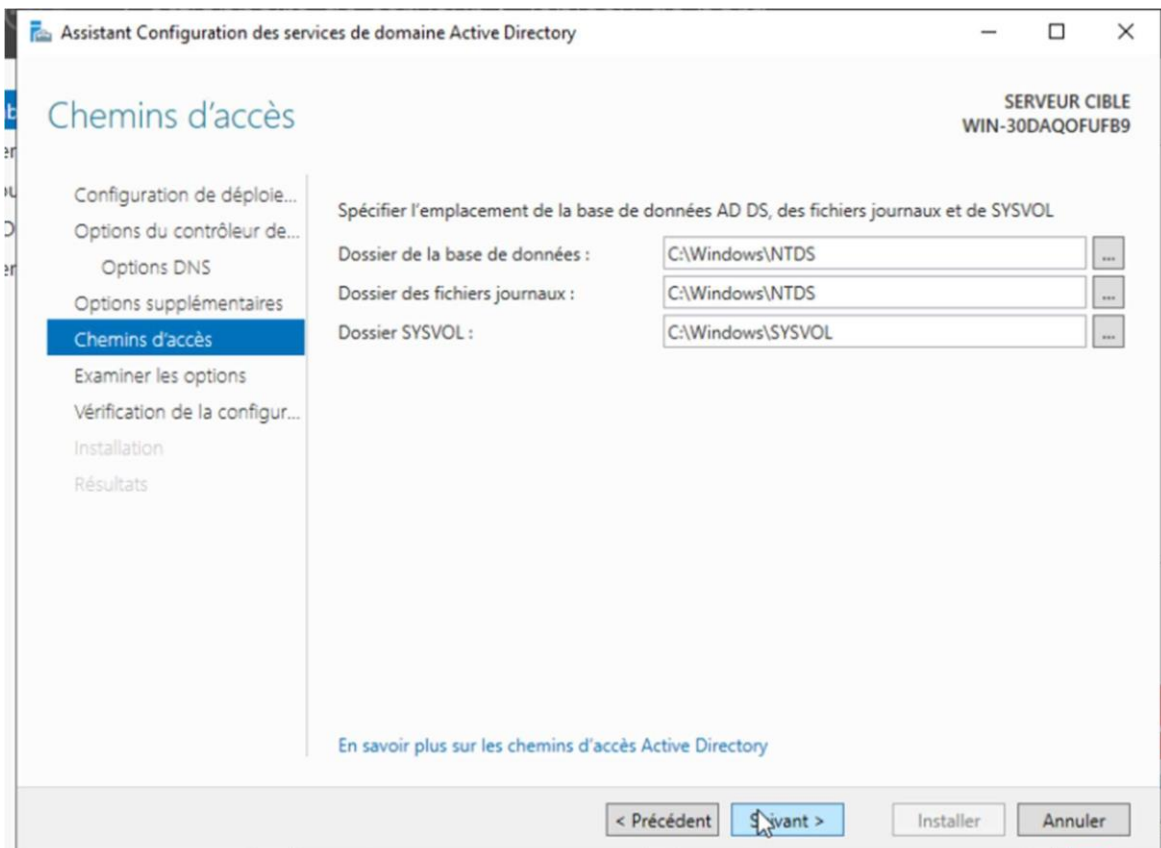 Assistant Configuration des services de domaine Active Directory
Chemins d'accès
SERVEUR CIBLE
WIN-30DAQOFUFB9
Configuration de déploie...
Options du contrôleur de...
Options DNS
Options supplémentaires
Chemins d'accès
Examiner les options
Vérification de la configur...
Installation
Résultats
Spécifier l'emplacement de la base de données AD DS, des fichiers journaux et de SYSVOL
Dossier de la base de données : C:\Windows\NTDS ...
Dossier des fichiers journaux : C:\Windows\NTDS ...
Dossier SYSVOL : C:\Windows\SYSVOL ...
En savoir plus sur les chemins d'accès Active Directory
< Précédent Suivant > Installer Annuler